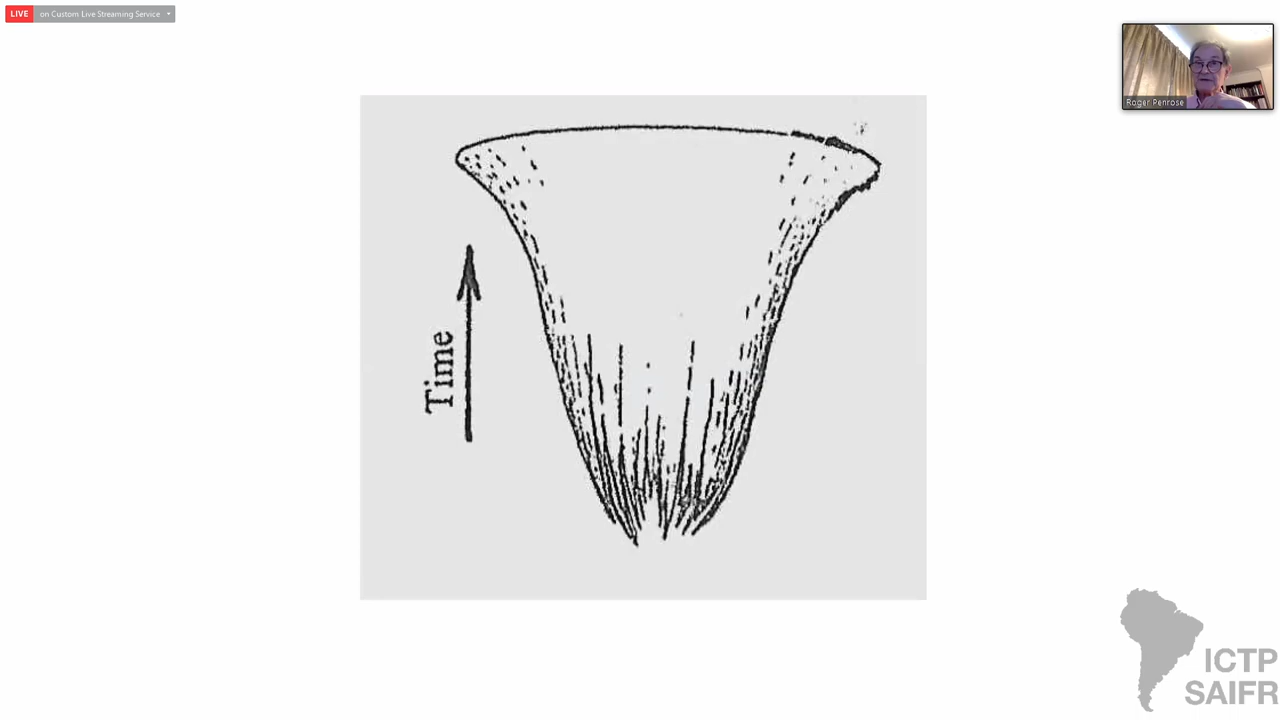 LIVE on Custom Live Streaming Service
Roger Penrose
Time
ICTP
SAIFR